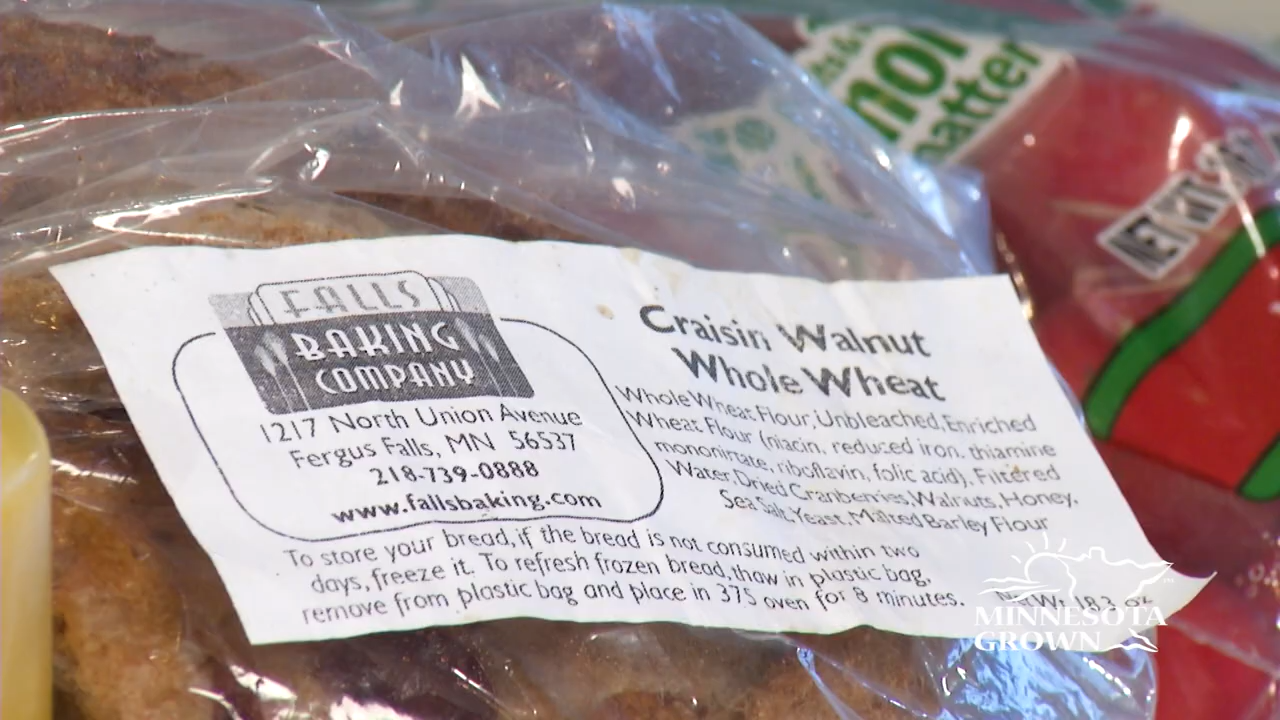 FALLS
BAKING
COMPANY
1217 North Union Avenue
Fergus Falls, MN 56537
218-739-0888
www.fallsbaking.com
Craisin Walnut
Whole Wheat
Whole Wheat Flour, Unbleached, Enriched
Wheat Flour (niacin, reduced iron, thiamine
mononitrate, riboflavin, folic acid), Filtered
Water, Dried Cranberries, Walnuts, Honey,
Sea Salt, Yeast, Malted Barley Flour
To store your bread, if the bread is not consumed within two
days, freeze it. To refresh frozen bread, thaw in plastic bag,
remove from plastic bag and place in 375 oven for 8 minutes.
NET WT
MINNESOTA
GROWN